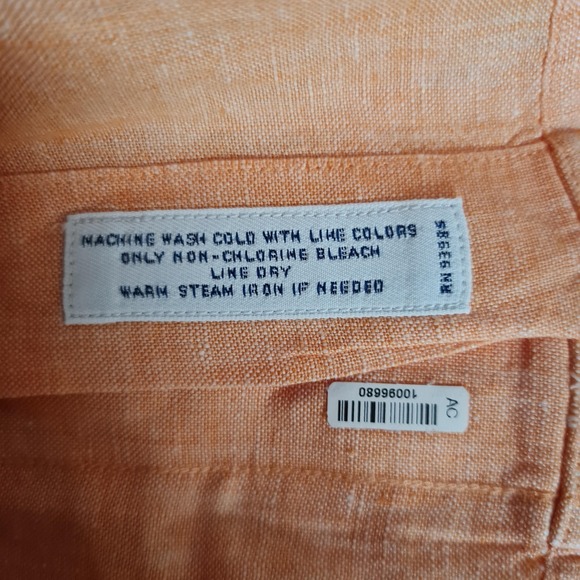 MACHINE WASH COLD WITH LIKE COLORS
ONLY NON-CHLORINE BLEACH
LINE DRY
WARM STEAM IRON IF NEEDED
RN 99985
AC
10096680